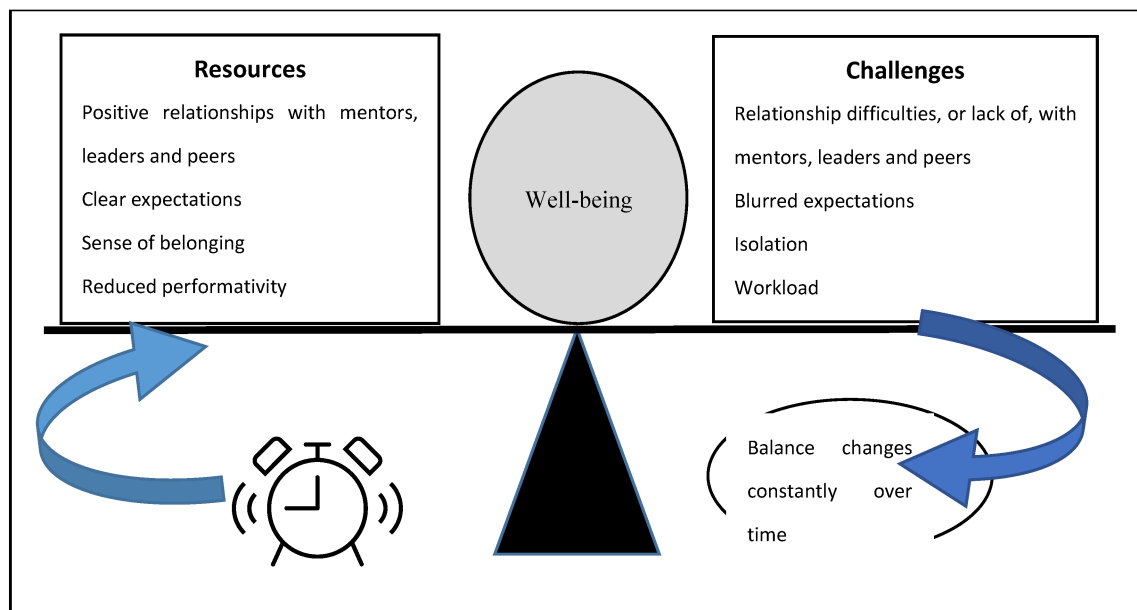 Resources
Positive relationships with mentors,
leaders and peers
Clear expectations
Sense of belonging
Reduced performativity
Well-being
Challenges
Relationship difficulties, or lack of, with
mentors, leaders and peers
Blurred expectations
Isolation
Workload
Balance changes
constantly over
time